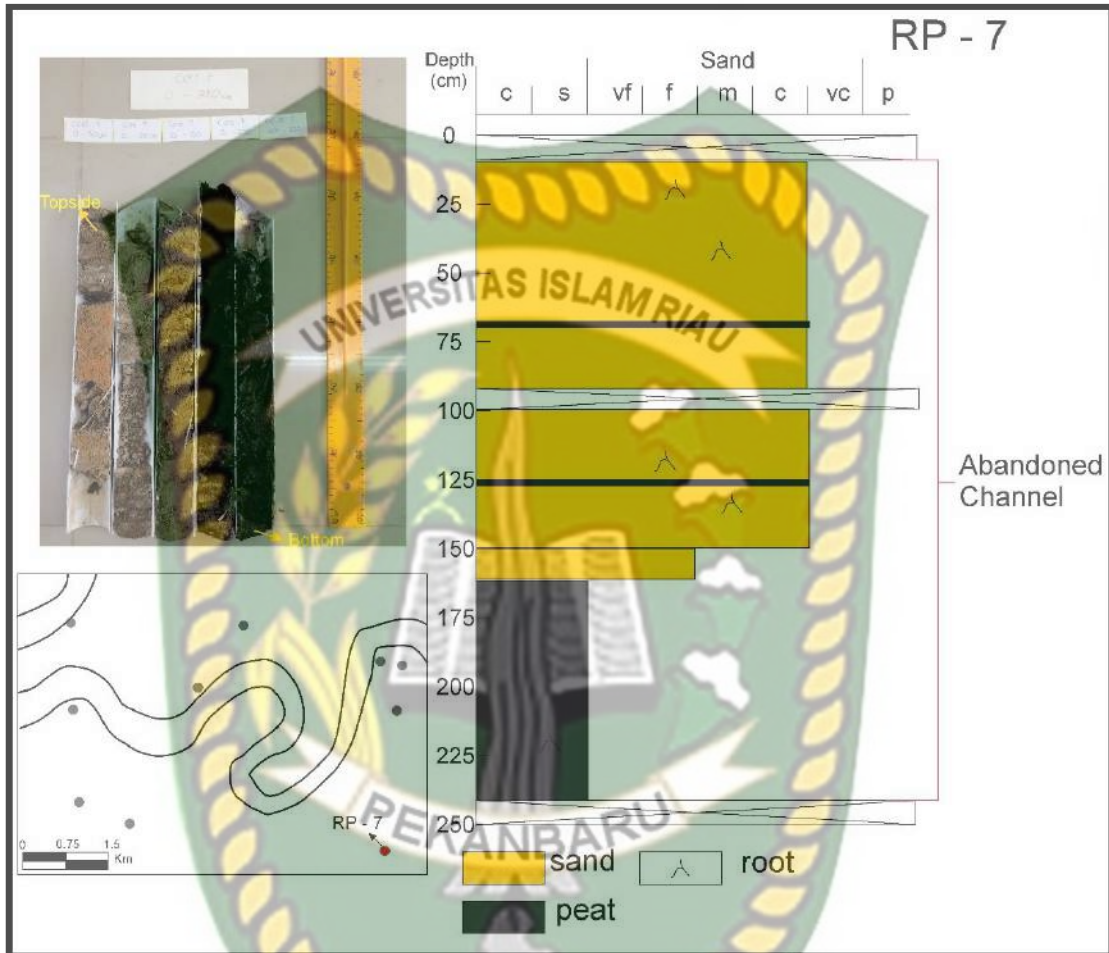 RP - 7
Depth
(cm)
Sand
c s vf f m c vc p
0
25
50
75
100
125
150
175
200
225
250
Topside
Bottom
Abandoned
Channel
UNIVERSITAS ISLAM RIAU
PEKANBARU
RP - 7
0 0.75 1.5
Km
sand
root
peat